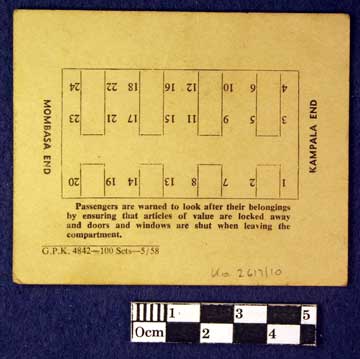 24 22 18 16 12 10 6 4
23 21 17 15 11 9 5 3
MOMBASA END
KAMPALA END
20 19 14 13 8 7 2 1
Passengers are warned to look after their belongings
by ensuring that articles of value are locked away
and doors and windows are shut when leaving the
compartment.
G.P.K. 4842—100 Sets—5/58
2617/10
1 3 5
0cm 2 4